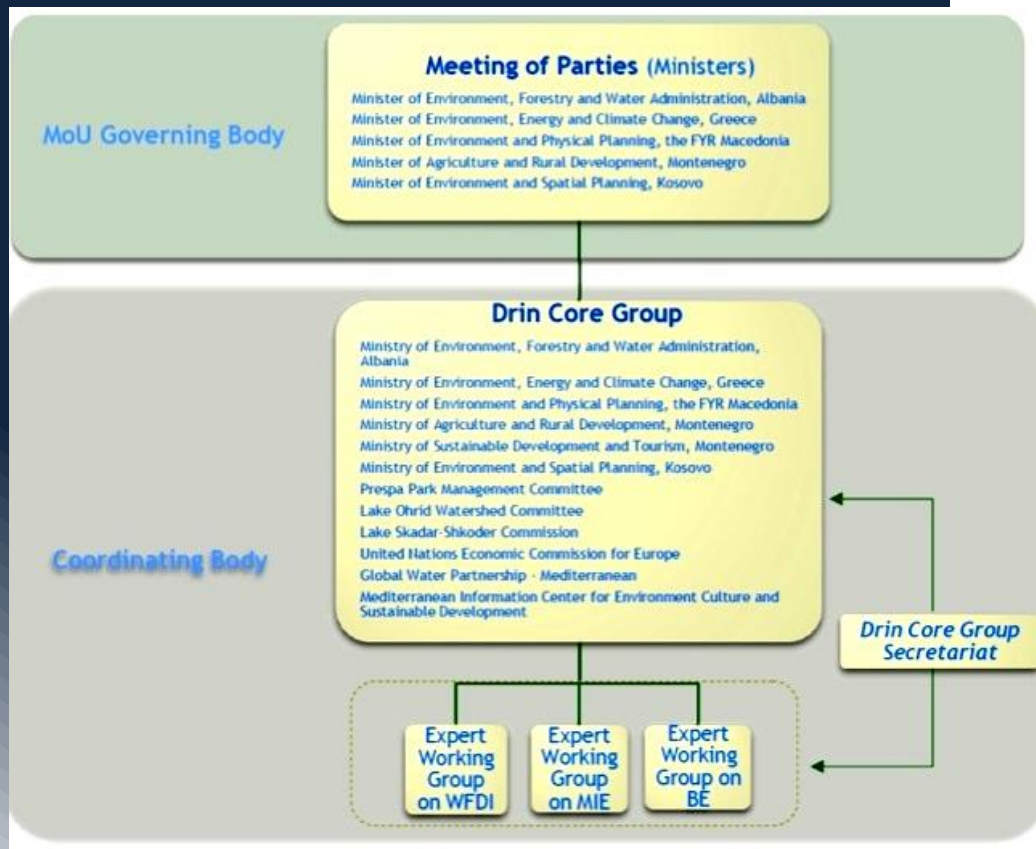 MoU Governing Body
Meeting of Parties (Ministers)
Minister of Environment, Forestry and Water Administration, Albania
Minister of Environment, Energy and Climate Change, Greece
Minister of Environment and Physical Planning, the FYR Macedonia
Minister of Agriculture and Rural Development, Montenegro
Minister of Environment and Spatial Planning, Kosovo
Coordinating Body
Drin Core Group
Ministry of Environment, Forestry and Water Administration,
Albania
Ministry of Environment, Energy and Climate Change, Greece
Ministry of Environment and Physical Planning, the FYR Macedonia
Ministry of Agriculture and Rural Development, Montenegro
Ministry of Sustainable Development and Tourism, Montenegro
Ministry of Environment and Spatial Planning, Kosovo
Prespa Park Management Committee
Lake Ohrid Watershed Committee
Lake Skadar-Shkoder Commission
United Nations Economic Commission for Europe
Global Water Partnership - Mediterranean
Mediterranean Information Center for Environment Culture and
Sustainable Development
Drin Core Group
Secretariat
Expert
Working
Group
on WFDI
Expert
Working
Group
on MIE
Expert
Working
Group on
BE